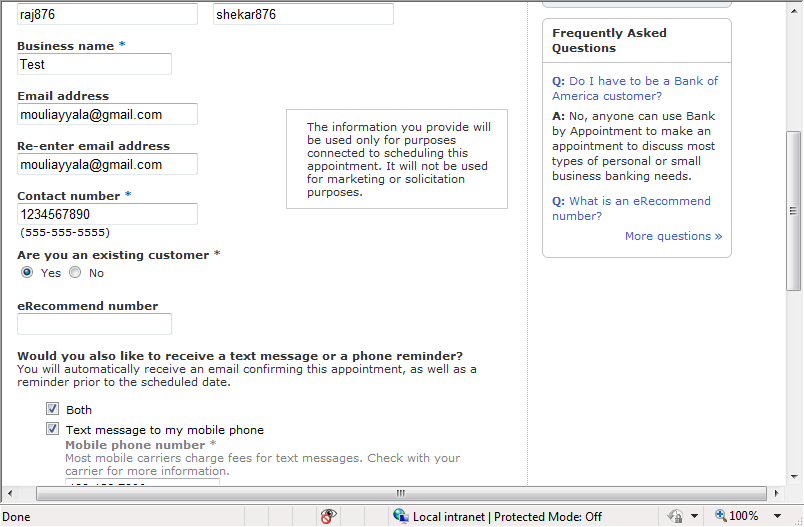 raj876 shekar876
Business name *
Test
Email address
mouliayyala@gmail.com
Re-enter email address
mouliayyala@gmail.com
Contact number *
1234567890
(555-555-5555)
The information you provide will
be used only for purposes
connected to scheduling this
appointment. It will not be used
for marketing or solicitation
purposes.
Are you an existing customer *
Yes No
eRecommend number
Would you also like to receive a text message or a phone reminder?
You will automatically receive an email confirming this appointment, as well as a
reminder prior to the scheduled date.
Both
Text message to my mobile phone
Mobile phone number *
Most mobile carriers charge fees for text messages. Check with your
carrier for more information.
Frequently Asked
Questions
Q: Do I have to be a Bank of
America customer?
A: No, anyone can use Bank
by Appointment to make an
appointment to discuss most
types of personal or small
business banking needs.
Q: What is an eRecommend
number?
More questions »
Done
Local intranet | Protected Mode: Off
100%